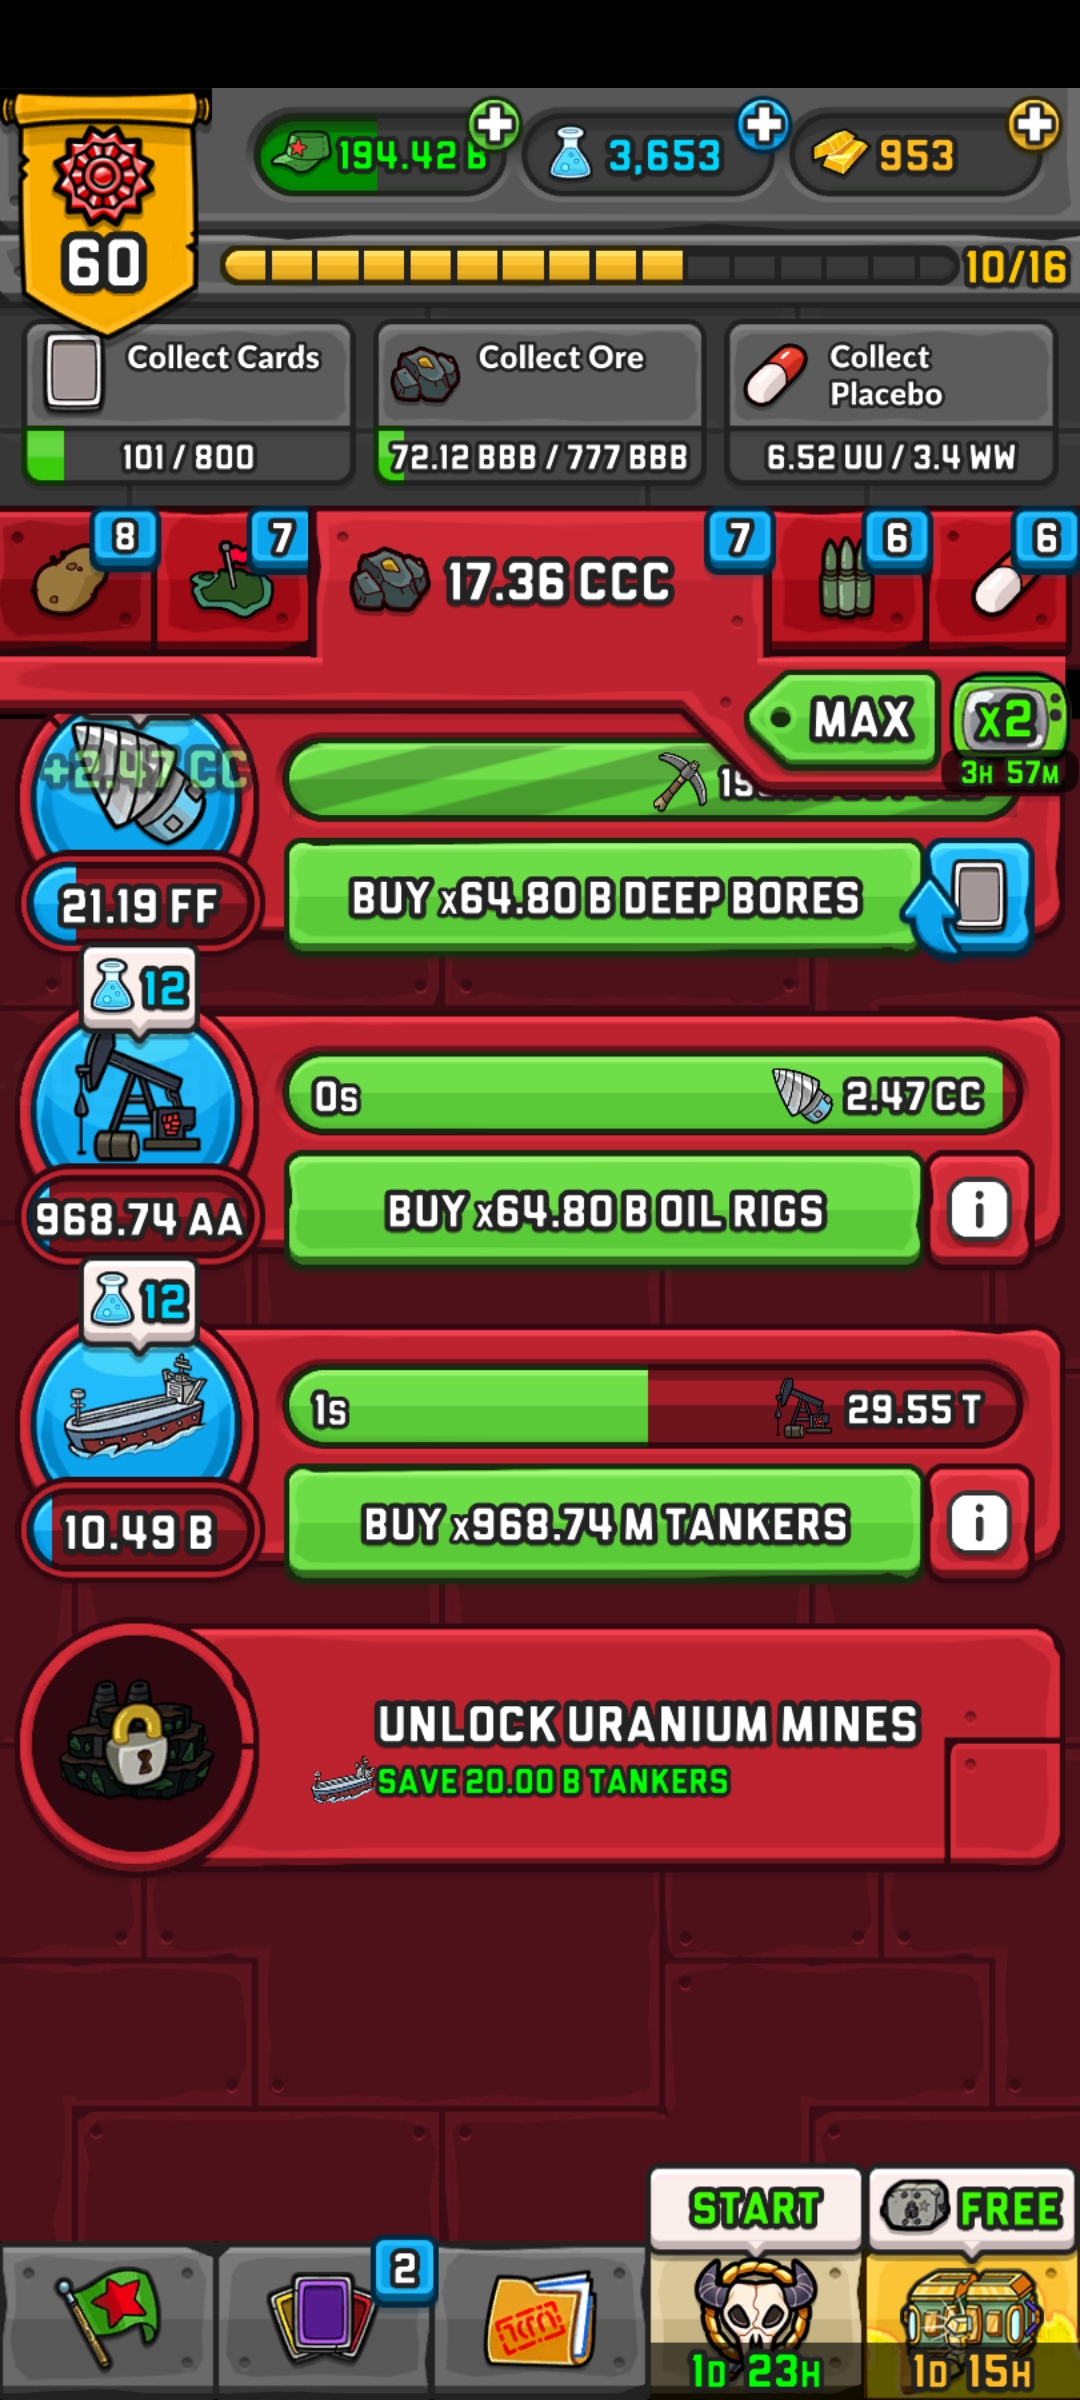 194.42 B
3,653
953
60
10/16
Collect Cards
101 / 800
Collect Ore
72.12 BBB / 777 BBB
Collect
Placebo
6.52 UU / 3.4 WW
8
7
17.36 CCC
7
6
6
MAX
x2
3H 57M
+2.47 CC
21.19 FF
BUY x64.80 B DEEP BORES
12
0s
2.47 CC
968.74 AA
BUY x64.80 B OIL RIGS
i
12
1s
29.55 T
10.49 B
BUY x968.74 M TANKERS
i
UNLOCK URANIUM MINES
SAVE 20.00 B TANKERS
START
FREE
2
1D 23H
1D 15H